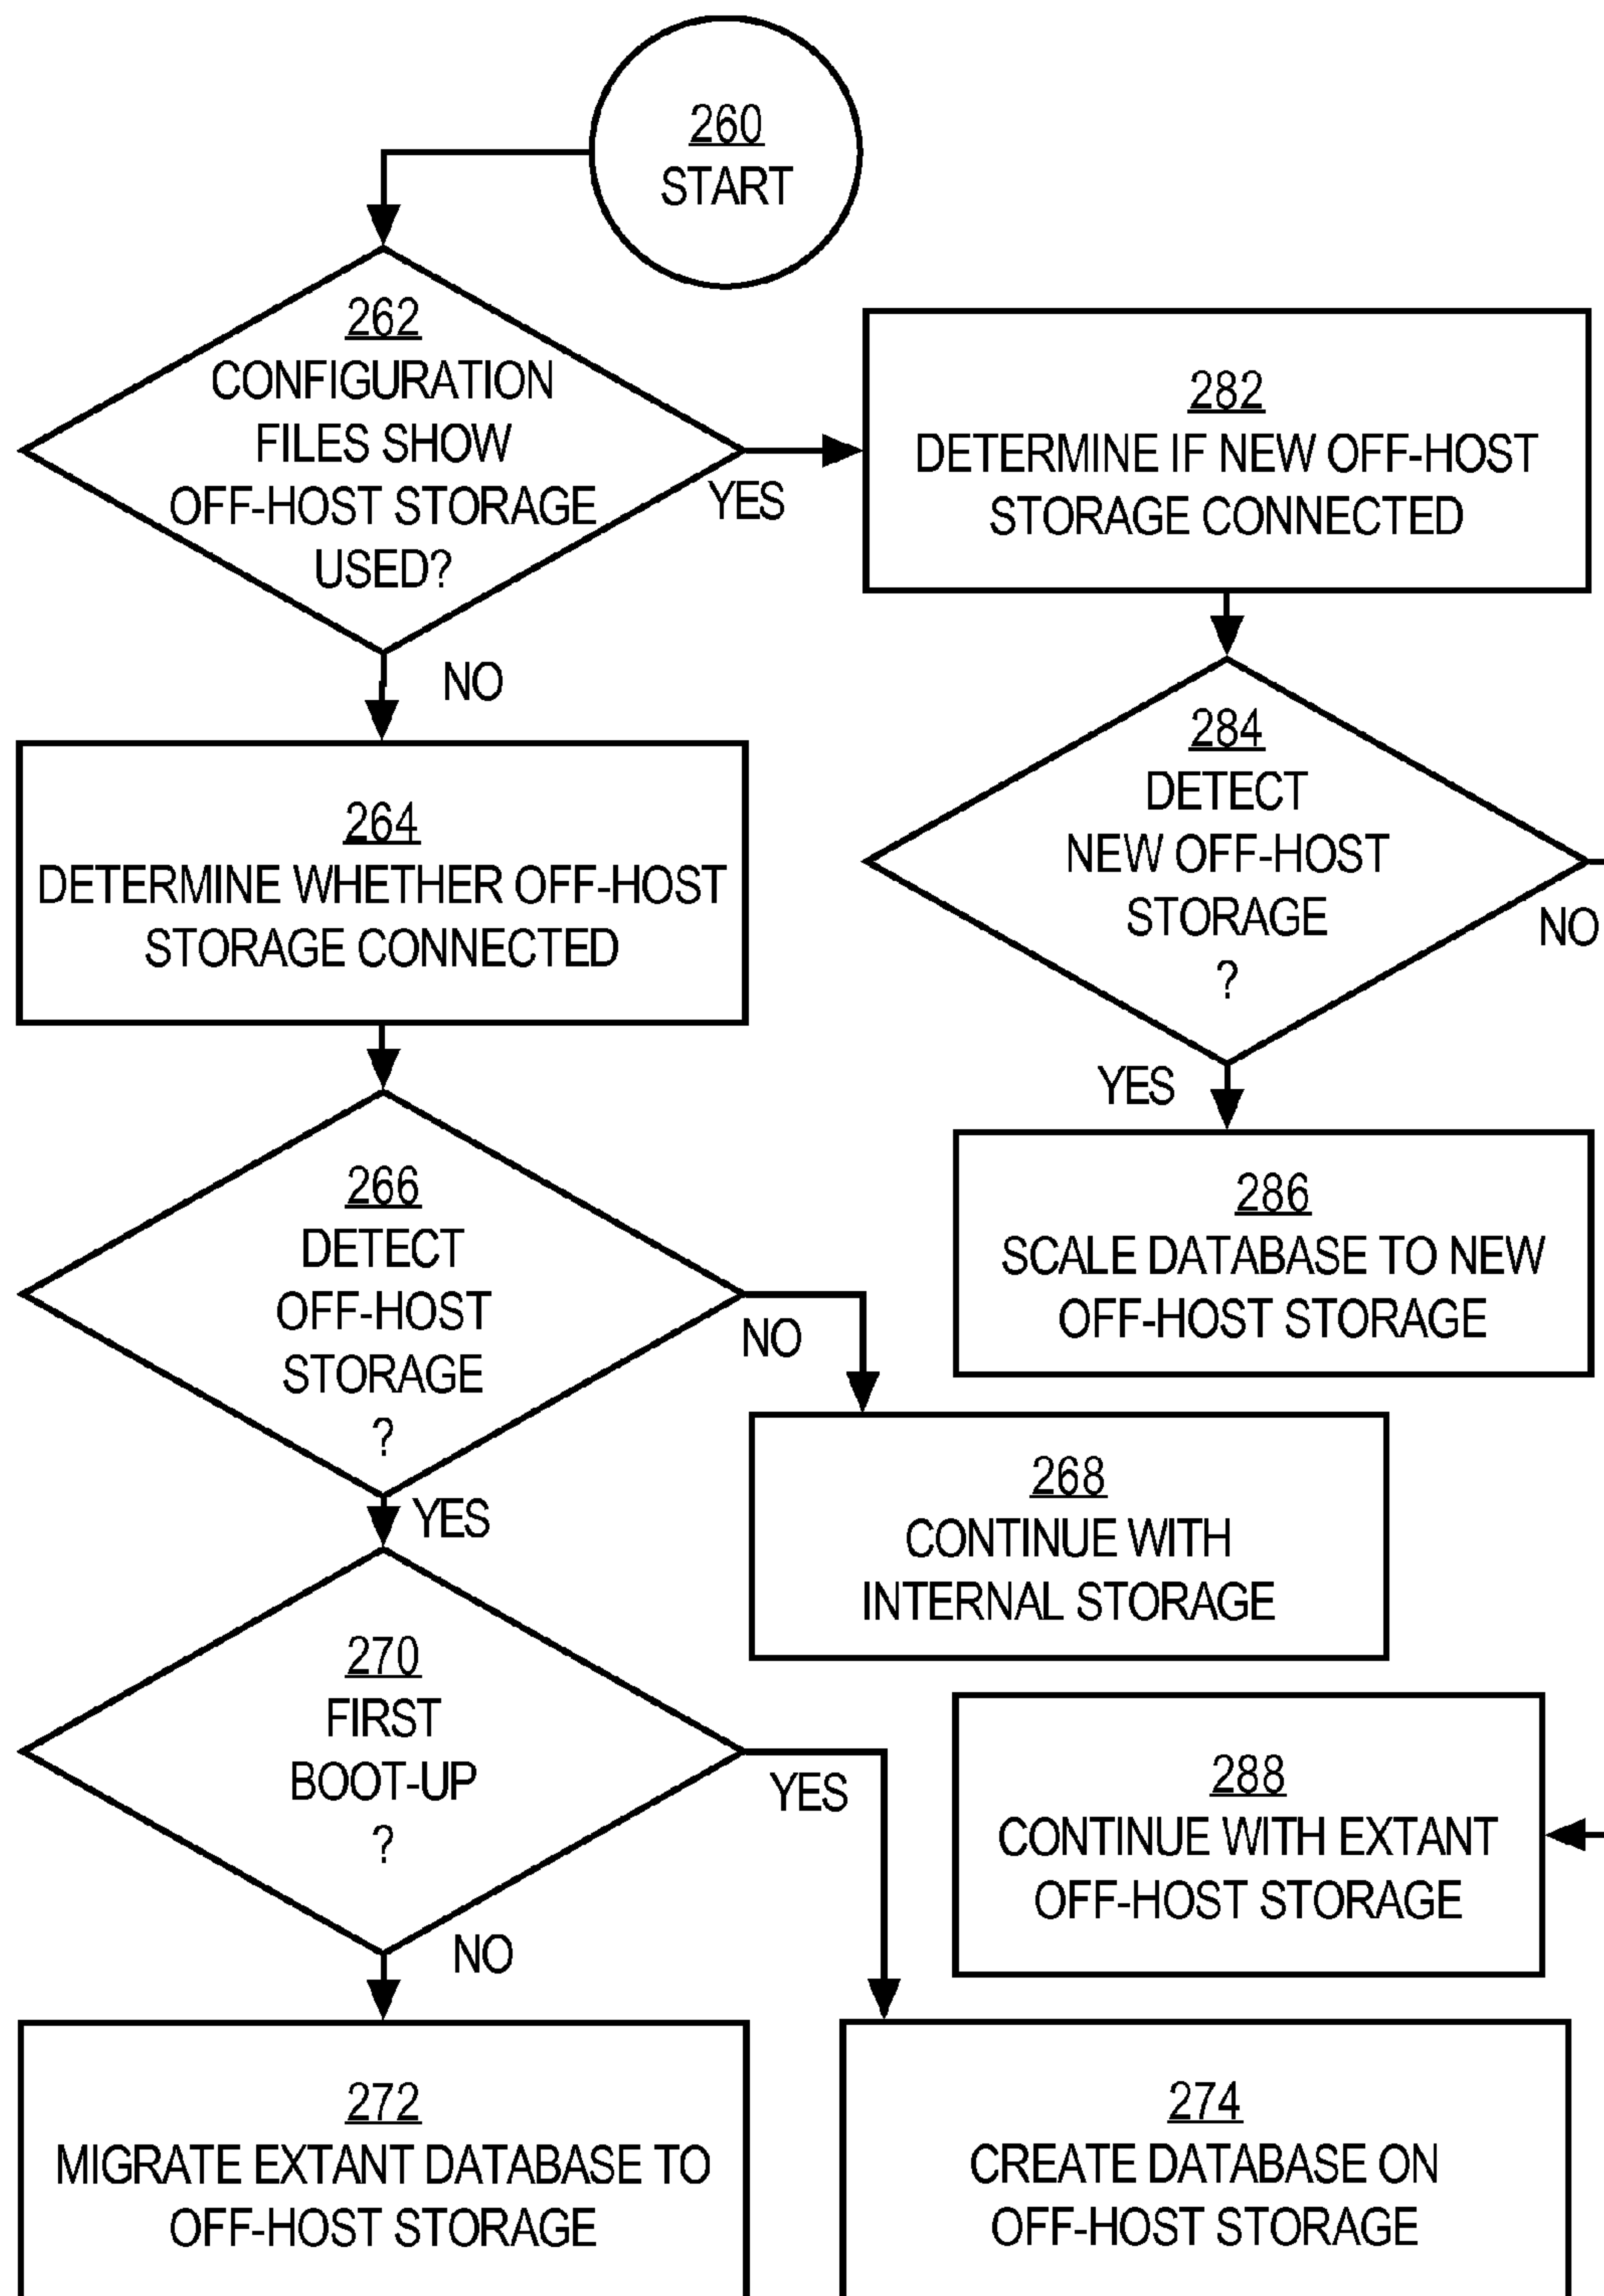 260
START
262
CONFIGURATION
FILES SHOW
OFF-HOST STORAGE
USED?
YES
NO
282
DETERMINE IF NEW OFF-HOST
STORAGE CONNECTED
264
DETERMINE WHETHER OFF-HOST
STORAGE CONNECTED
284
DETECT
NEW OFF-HOST
STORAGE
?
NO
YES
266
DETECT
OFF-HOST
STORAGE
?
NO
YES
286
SCALE DATABASE TO NEW
OFF-HOST STORAGE
268
CONTINUE WITH
INTERNAL STORAGE
270
FIRST
BOOT-UP
?
YES
NO
288
CONTINUE WITH EXTANT
OFF-HOST STORAGE
272
MIGRATE EXTANT DATABASE TO
OFF-HOST STORAGE
274
CREATE DATABASE ON
OFF-HOST STORAGE